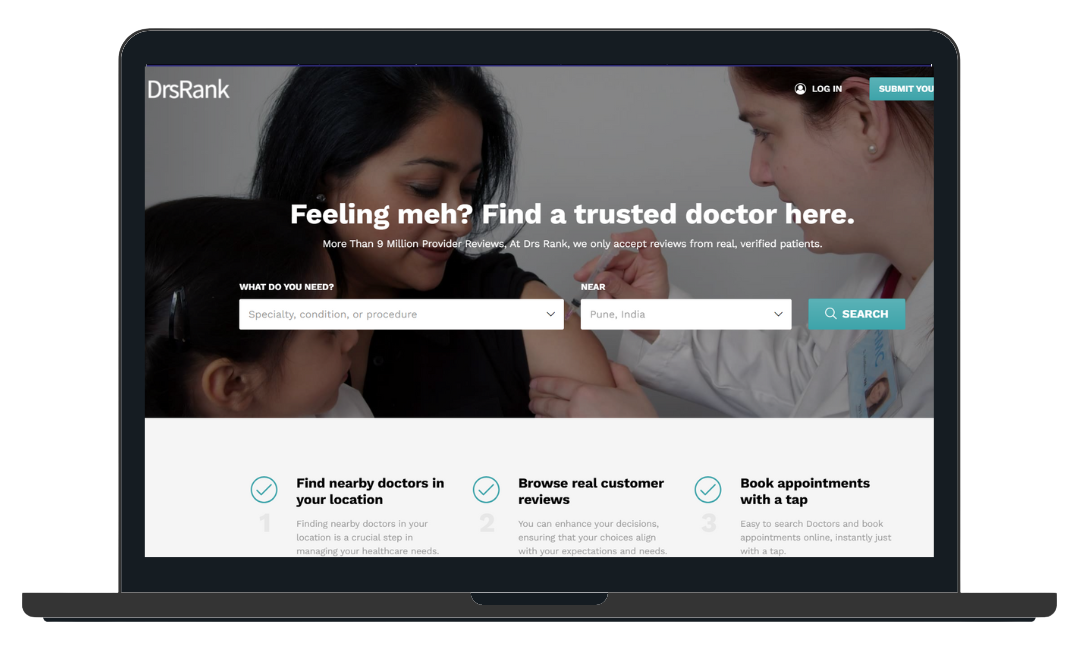 DrsRank
LOG IN
SUBMIT YOU
Feeling meh? Find a trusted doctor here.
More Than 9 Million Provider Reviews, At Drs Rank, we only accept reviews from real, verified patients.
WHAT DO YOU NEED?
NEAR
Specialty, condition, or procedure
Pune, India
SEARCH
Find nearby doctors in
your location
1
Finding nearby doctors in your
location is a crucial step in
managing your healthcare needs.
Browse real customer
reviews
2
You can enhance your decisions,
ensuring that your choices align
with your expectations and needs.
Book appointments
with a tap
3
Easy to search Doctors and book
appointments online, instantly just
with a tap.